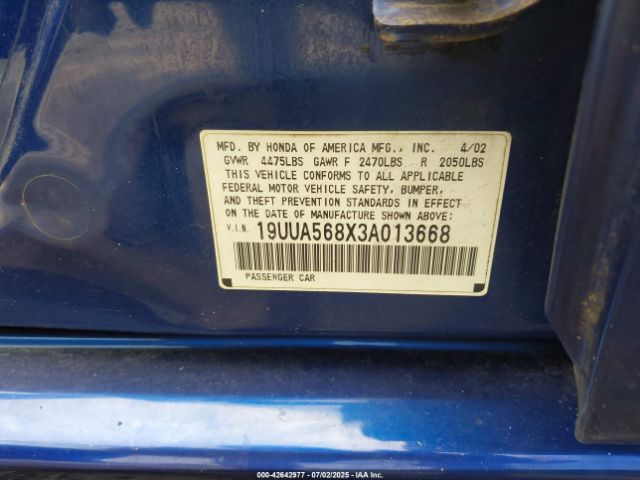 MFD. BY HONDA OF AMERICA MFG., INC. 4/02
GVWR 4475LBS GAWR F 2470LBS R 2050LBS
THIS VEHICLE CONFORMS TO ALL APPLICABLE
FEDERAL MOTOR VEHICLE SAFETY, BUMPER,
AND THEFT PREVENTION STANDARDS IN EFFECT
ON THE DATE OF MANUFACTURE SHOWN ABOVE:
V.I.N. 19UUA568X3A013668
PASSENGER CAR
000-42642977 - 07/02/2025 - IAA Inc.